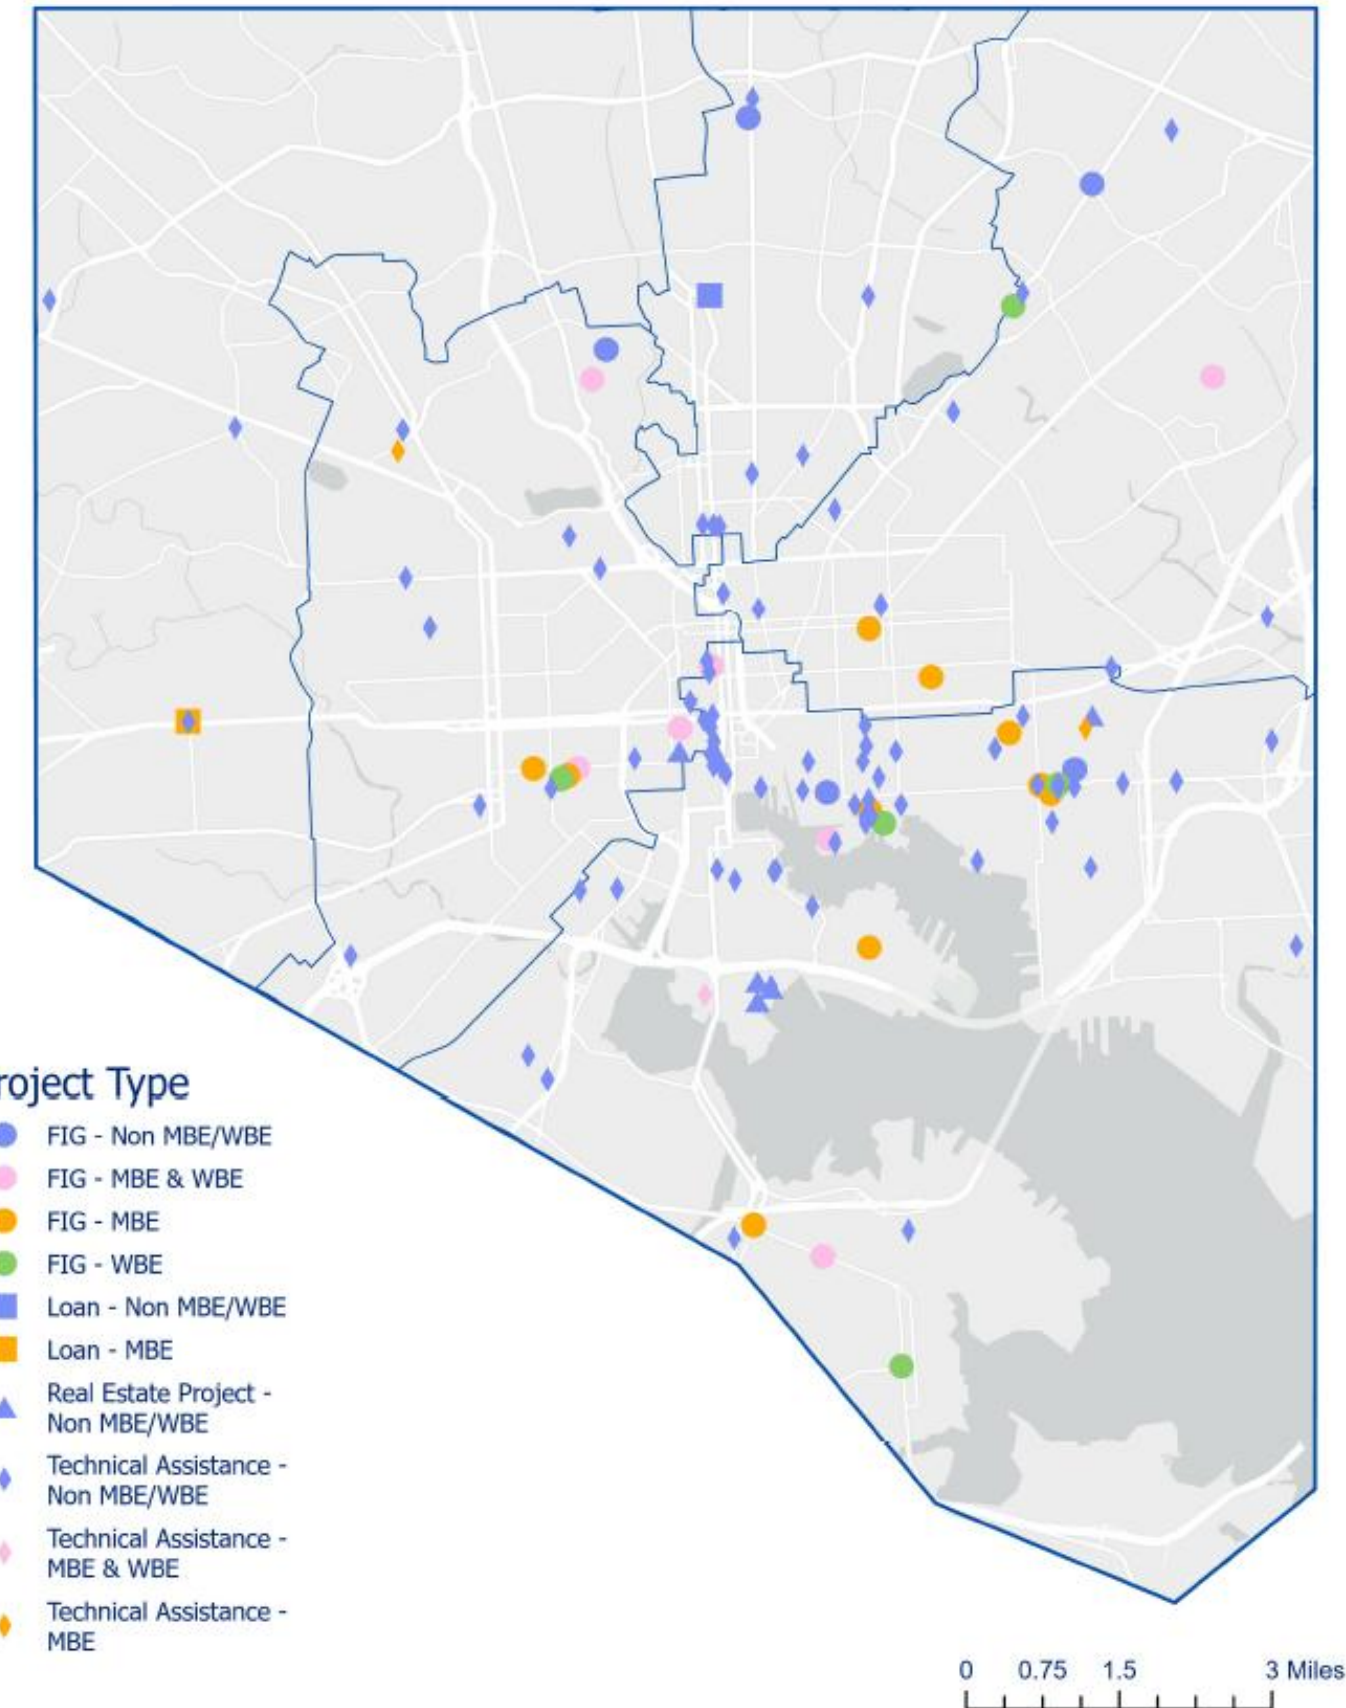 roject Type
FIG - Non MBE/WBE
FIG - MBE & WBE
FIG - MBE
FIG - WBE
Loan - Non MBE/WBE
Loan - MBE
Real Estate Project -
Non MBE/WBE
Technical Assistance -
Non MBE/WBE
Technical Assistance -
MBE & WBE
Technical Assistance -
MBE
0 0.75 1.5 3 Miles